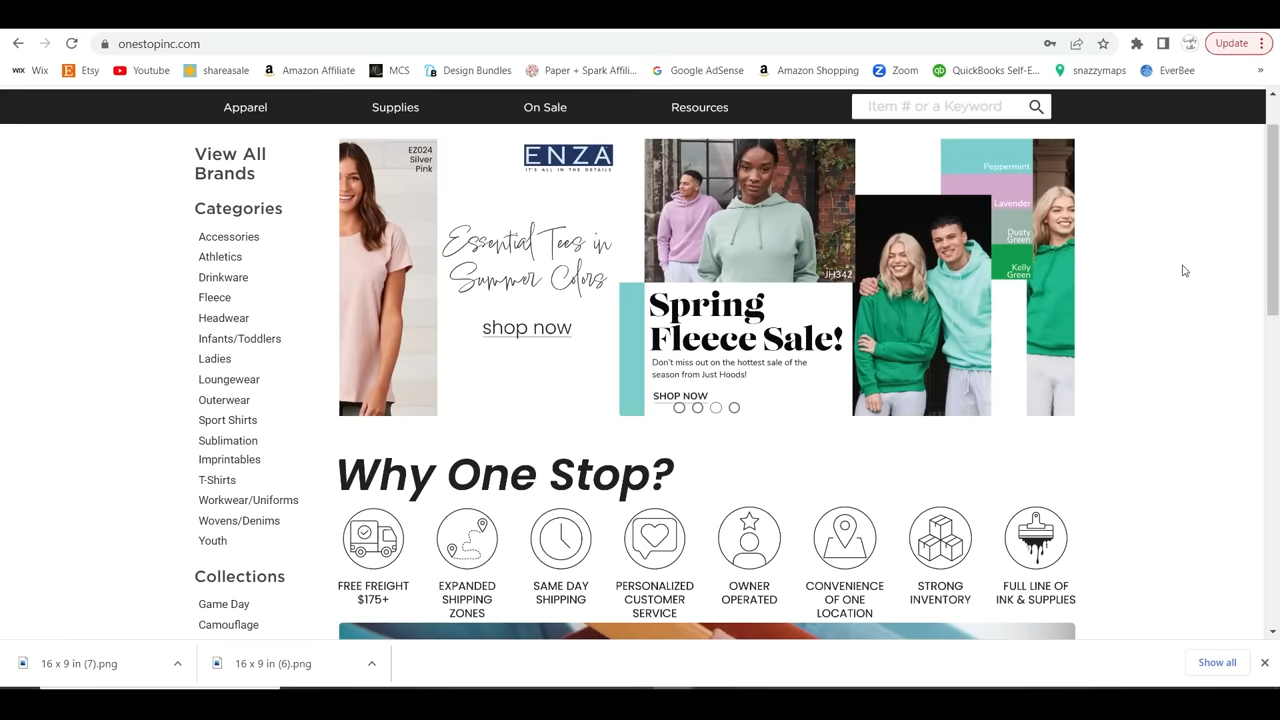 onestopinc.com
Update
Wix
Etsy
Youtube
shareasale
Amazon Affiliate
MCS
Design Bundles
Paper + Spark Affili...
Google AdSense
Amazon Shopping
Zoom
QuickBooks Self-E...
snazzymaps
EverBee
»
Apparel
Supplies
On Sale
Resources
Item # or a Keyword
View All
Brands
Categories
Accessories
Athletics
Drinkware
Fleece
Headwear
Infants/Toddlers
Ladies
Loungewear
Outerwear
Sport Shirts
Sublimation
Imprintables
T-Shirts
Workwear/Uniforms
Wovens/Denims
Youth
Collections
Game Day
Camouflage
EZ024
Silver
Pink
ENZA
IT'S ALL IN THE DETAILS
Essential Tees in
Summer Colors
shop now
JH342
Spring
Fleece Sale!
Don't miss out on the hottest sale of the
season from Just Hoods!
SHOP NOW
Peppermint
Lavender
Dusty
Green
Kelly
Green
Why One Stop?
FREE FREIGHT
$175+
EXPANDED
SHIPPING
ZONES
SAME DAY
SHIPPING
PERSONALIZED
CUSTOMER
SERVICE
OWNER
OPERATED
CONVENIENCE
OF ONE
LOCATION
STRONG
INVENTORY
FULL LINE OF
INK & SUPPLIES
16 x 9 in (7).png
16 x 9 in (6).png
Show all